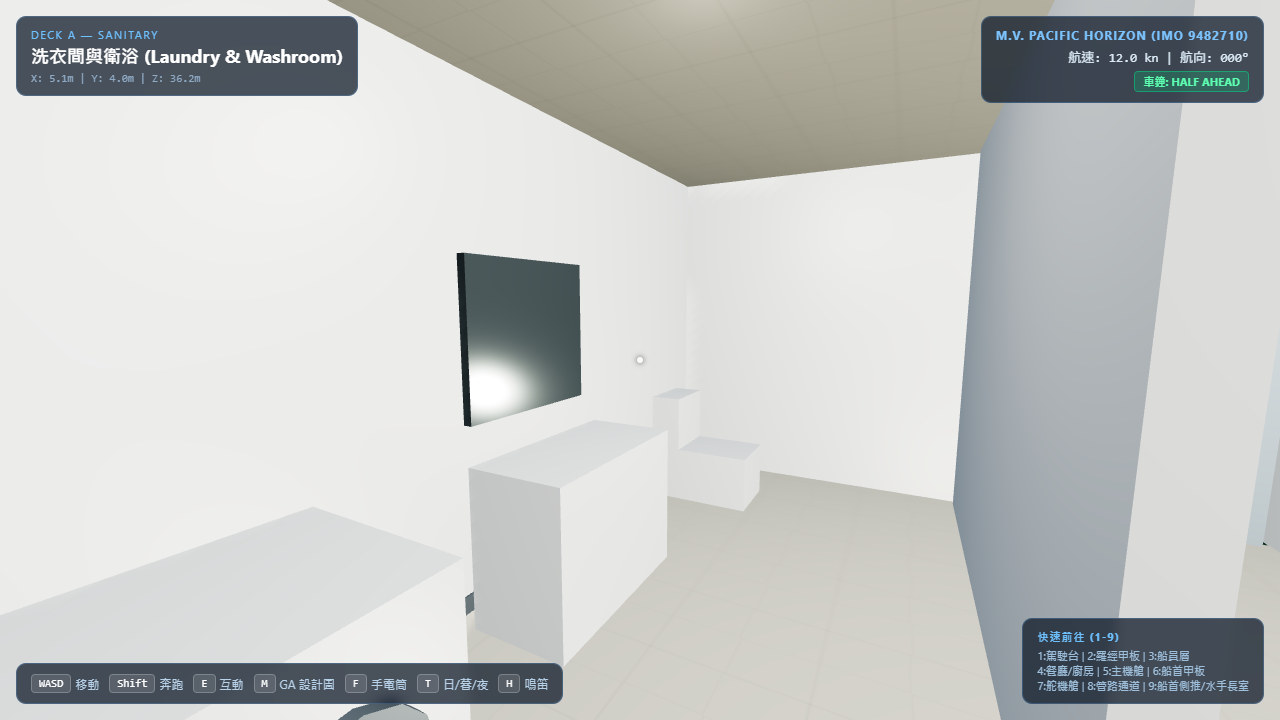 DECK A — SANITARY
洗衣間與衛浴 (Laundry & Washroom)
X: 5.1m | Y: 4.0m | Z: 36.2m
M.V. PACIFIC HORIZON (IMO 9482710)
航速: 12.0 kn | 航向: 000°
車鐘: HALF AHEAD
WASD 移動 Shift 奔跑 E 互動 M GA 設計圖 F 手電筒 T 日/暮/夜 H 鳴笛
快速前往 (1-9)
1:駕駛台 | 2:羅經甲板 | 3:船員層
4:餐廳/廚房 | 5:主機艙 | 6:船首甲板
7:舵機艙 | 8:管路通道 | 9:船首側推/水手長室